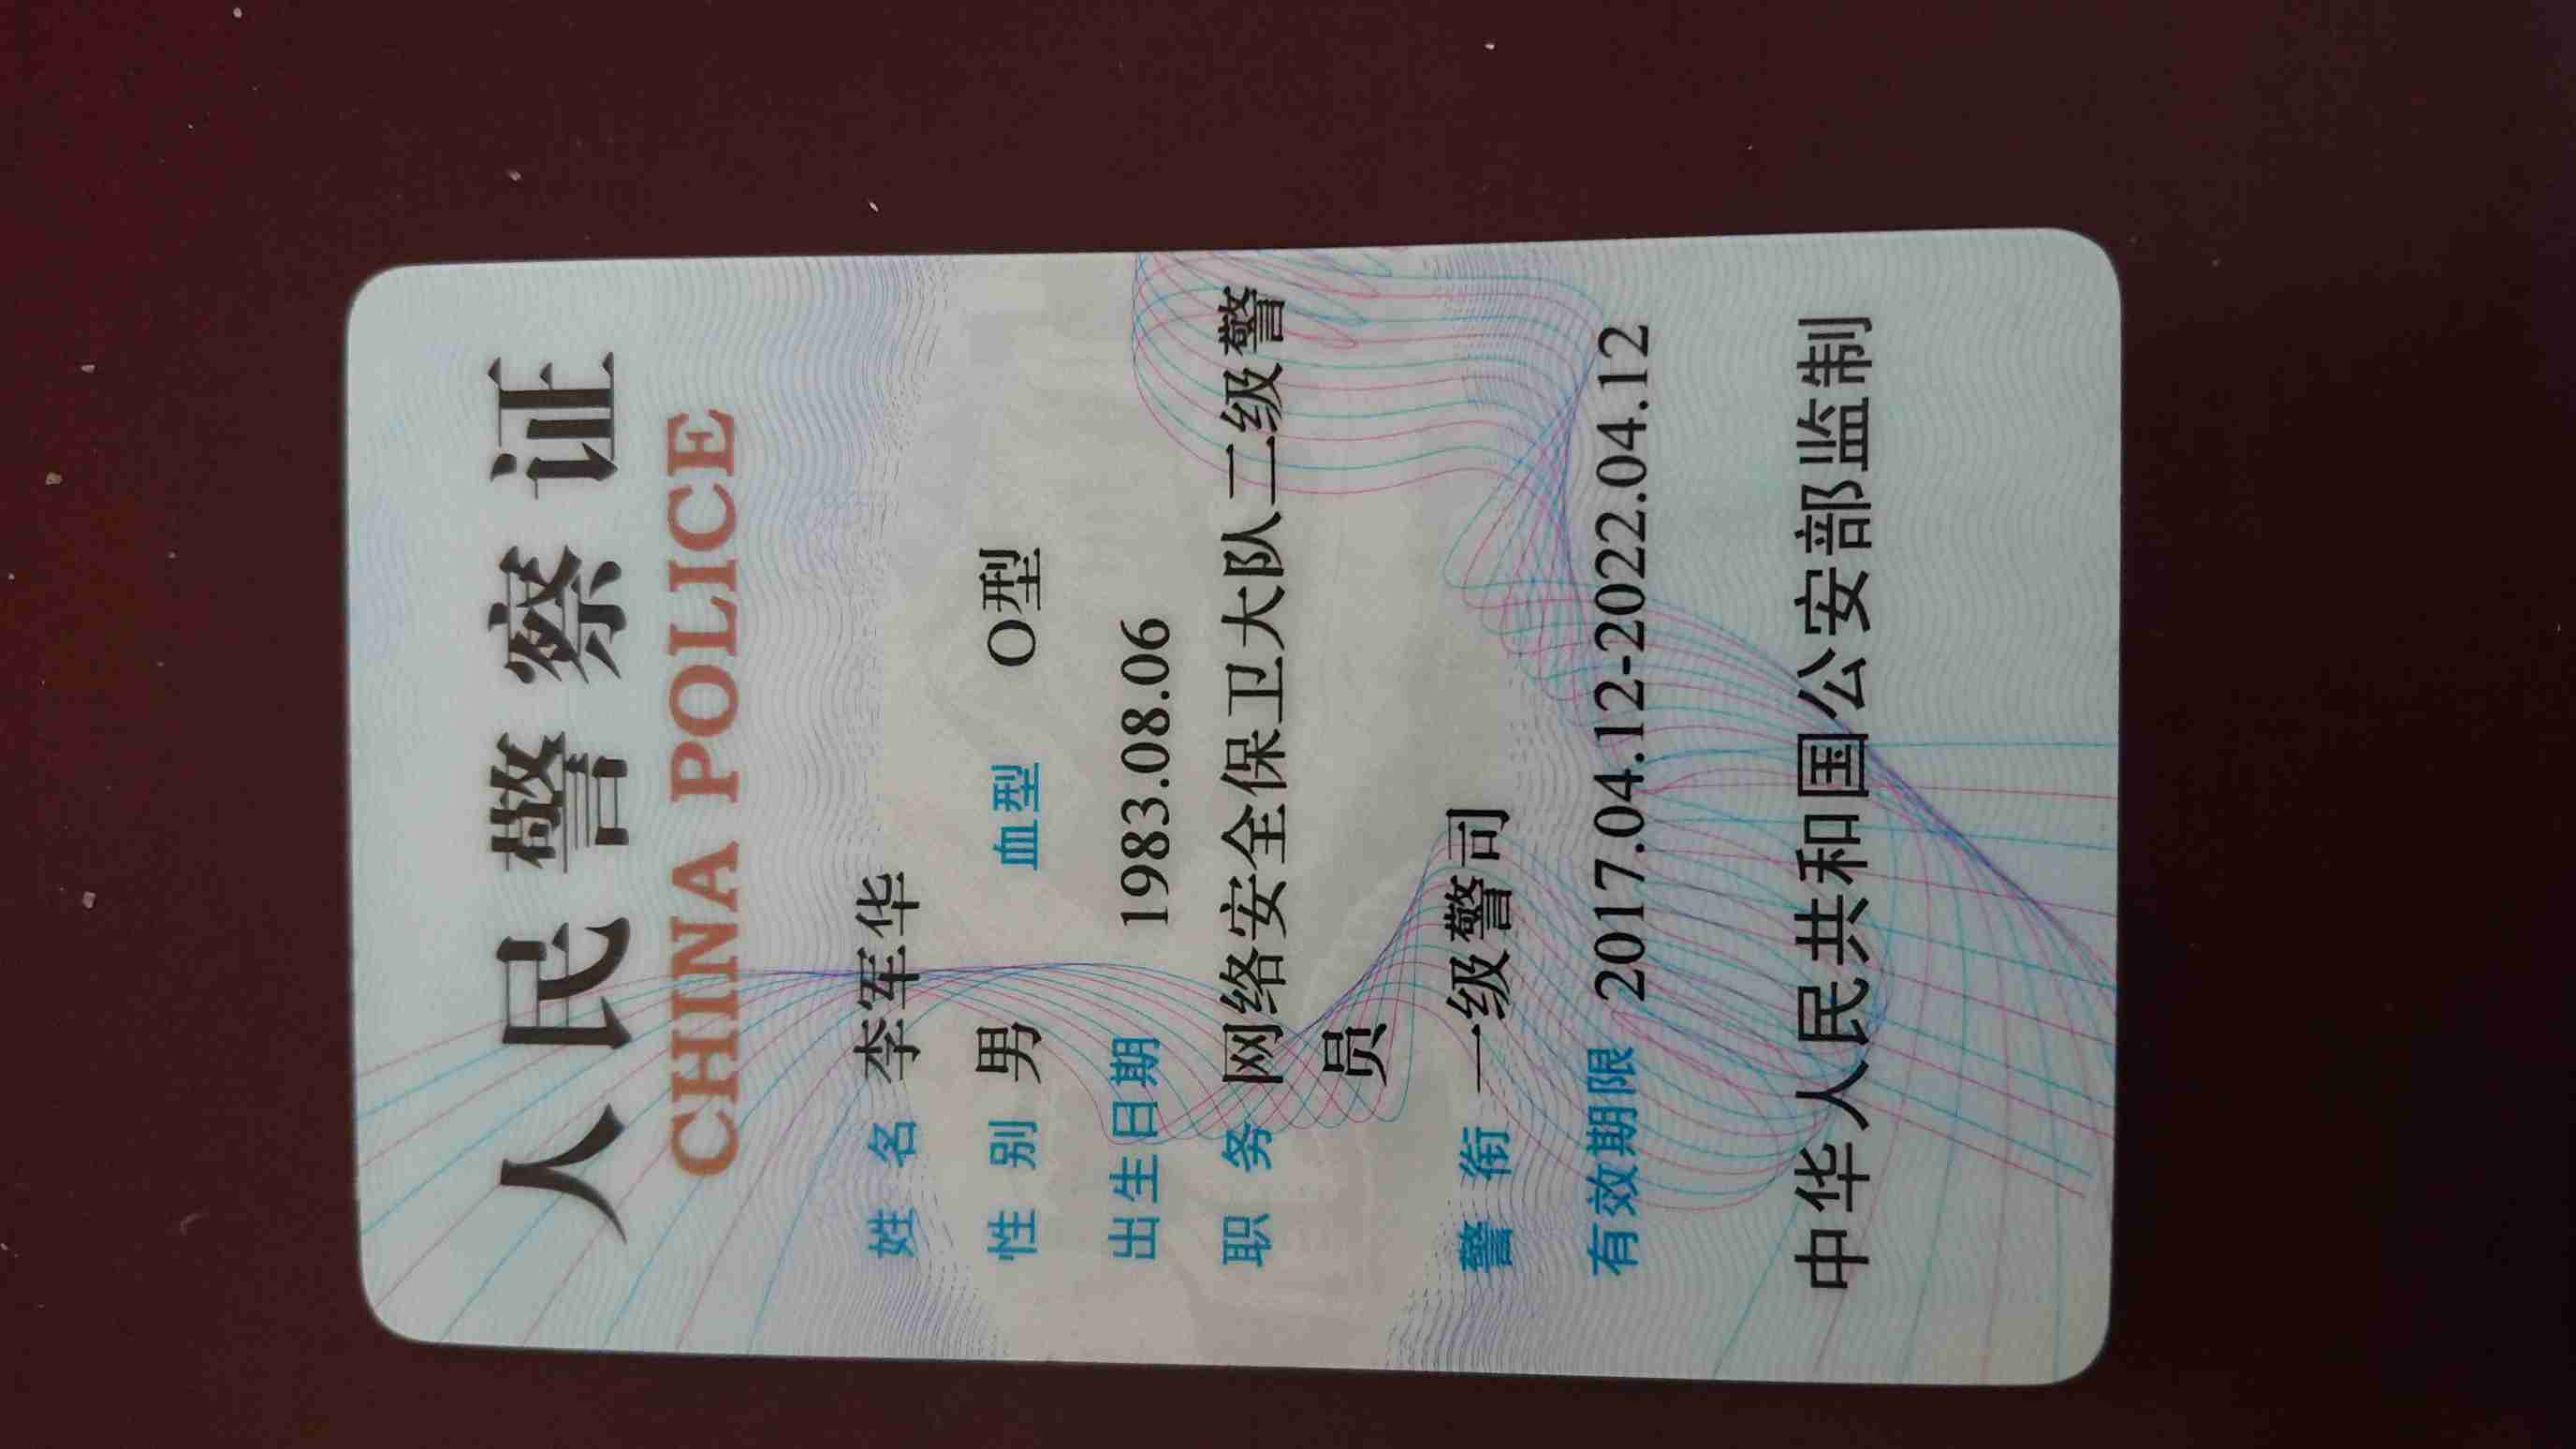 人民警察证
CHINA POLICE
姓 名 李军华
性 别 男 血型 O型
出生日期 1983.08.06
职 务 网络安全保卫大队二级警
员
警 衔 一级警司
有效期限 2017.04.12-2022.04.12
中华人民共和国公安部监制